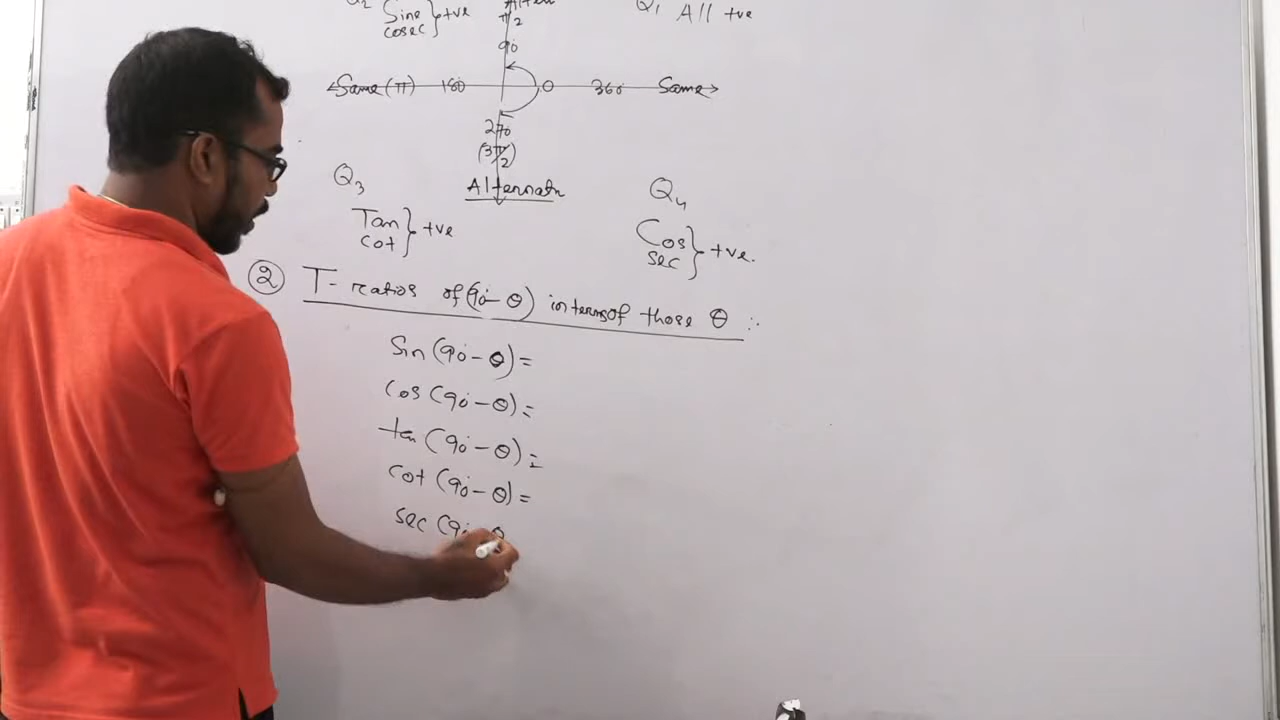 Q2 Sine cosec } +ve
π/2
Q1 All +ve
90
Same (π) 180 0 360 Same
270
(3π/2)
Q3
Alternate
Q4
Tan cot } +ve
Cos sec } +ve.
② T-ratios of (90°-θ) in terms of those θ :-
Sin (90°-θ) =
Cos (90°-θ) =
tan (90°-θ) =
cot (90°-θ) =
sec (90°-θ